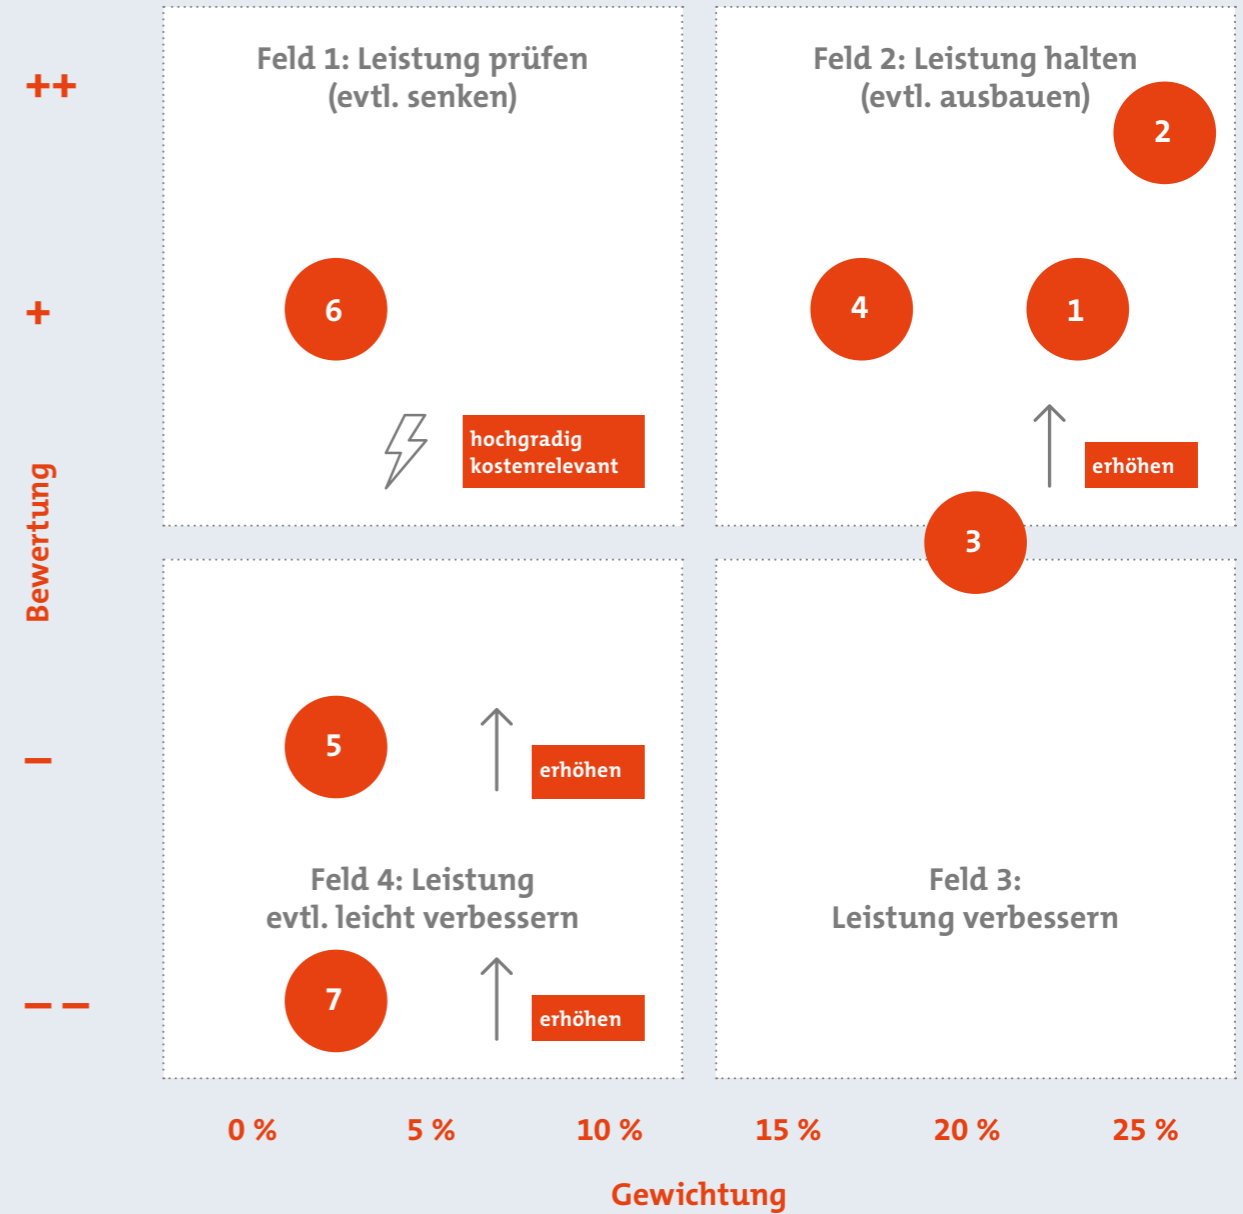 Feld 1: Leistung prüfen
(evtl. senken)
Feld 2: Leistung halten
(evtl. ausbauen)
++
2
+
6
4
1
hochgradig
kostenrelevant
erhöhen
Bewertung
3
–
5
erhöhen
Feld 4: Leistung
evtl. leicht verbessern
Feld 3:
Leistung verbessern
– –
7
erhöhen
0 % 5 % 10 % 15 % 20 % 25 %
Gewichtung